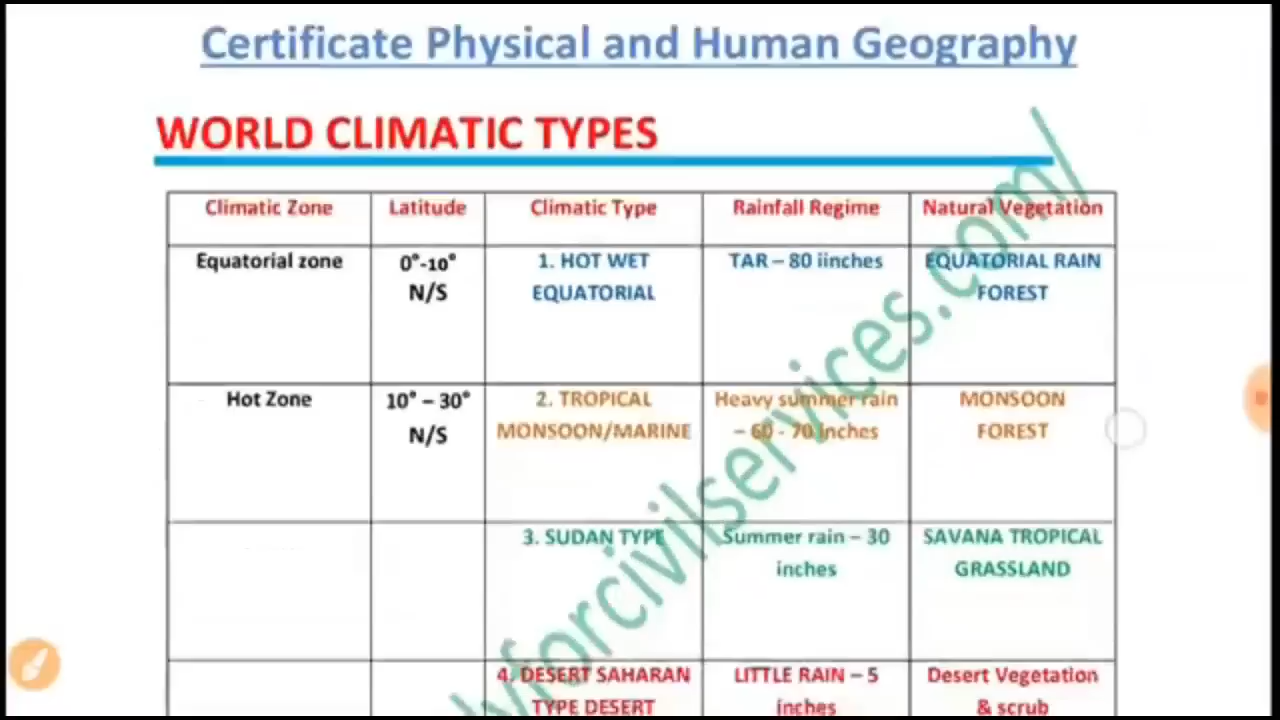 Certificate Physical and Human Geography
WORLD CLIMATIC TYPES
Climatic Zone Latitude Climatic Type Rainfall Regime Natural Vegetation
Equatorial zone 0°-10° 1. HOT WET TAR – 80 iinches EQUATORIAL RAIN
N/S EQUATORIAL FOREST
Hot Zone 10° – 30° 2. TROPICAL Heavy summer rain MONSOON
N/S MONSOON/MARINE – 60 - 70 inches FOREST
3. SUDAN TYPE Summer rain – 30 SAVANA TROPICAL
inches GRASSLAND
4. DESERT SAHARAN LITTLE RAIN – 5 Desert Vegetation
TYPE DESERT inches & scrub
forcivilservices.com/